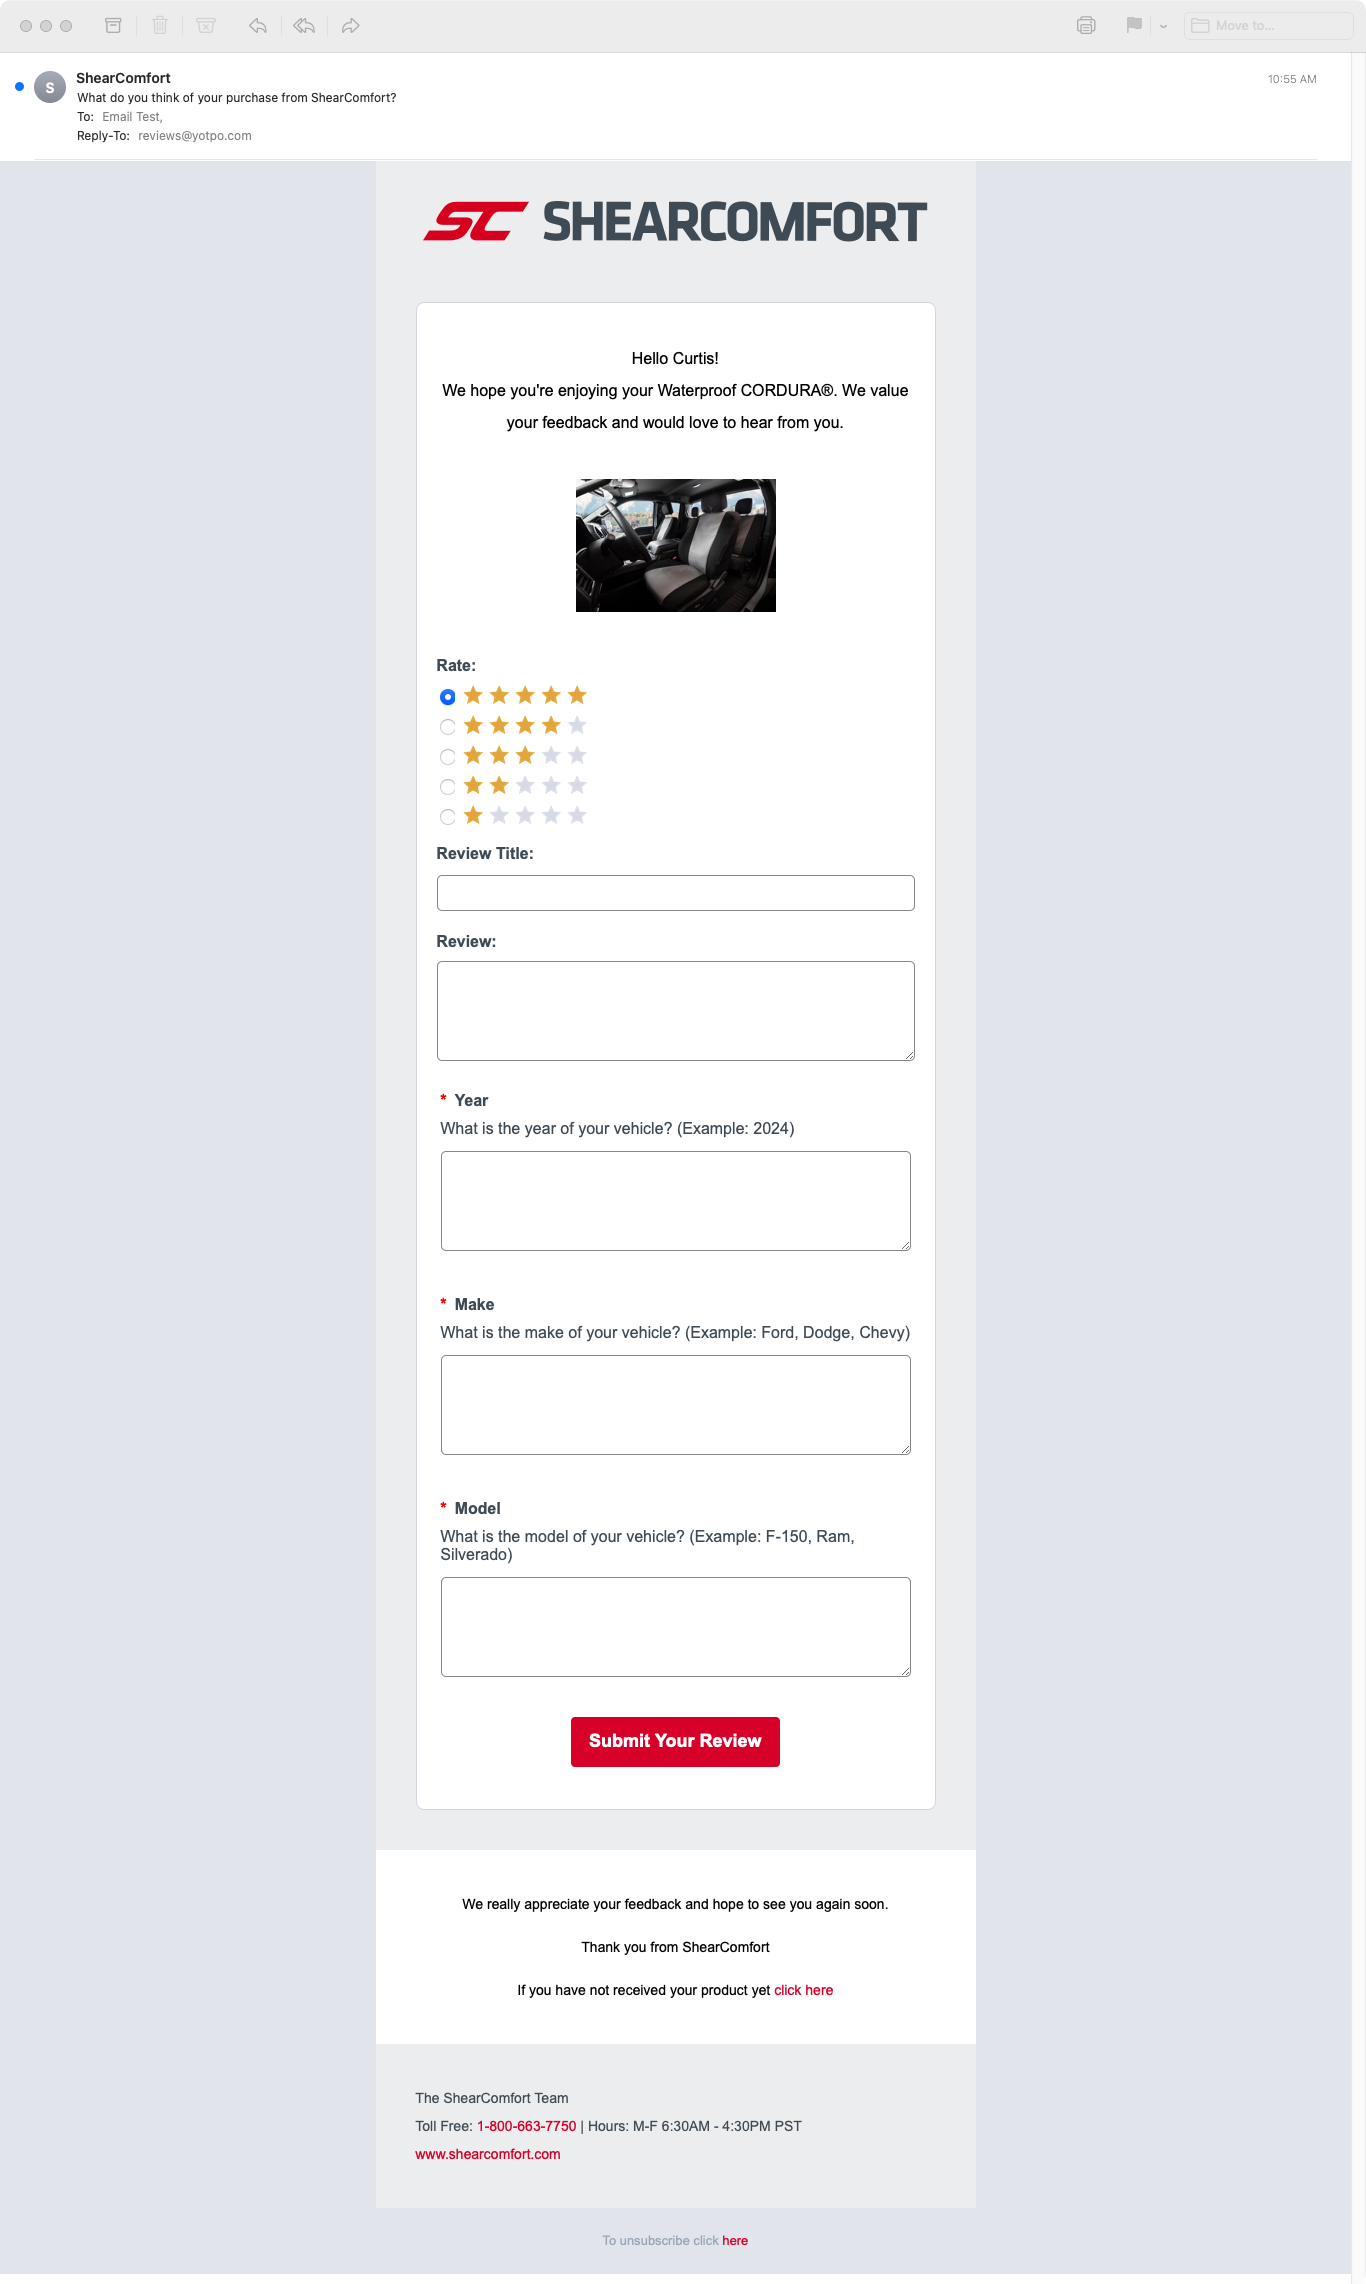 Move to...
S
ShearComfort
10:55 AM
What do you think of your purchase from ShearComfort?
To: Email Test,
Reply-To: reviews@yotpo.com
SC SHEARCOMFORT
Hello Curtis!
We hope you're enjoying your Waterproof CORDURA®. We value
your feedback and would love to hear from you.
Rate:
Review Title:
Review:
* Year
What is the year of your vehicle? (Example: 2024)
* Make
What is the make of your vehicle? (Example: Ford, Dodge, Chevy)
* Model
What is the model of your vehicle? (Example: F-150, Ram,
Silverado)
Submit Your Review
We really appreciate your feedback and hope to see you again soon.
Thank you from ShearComfort
If you have not received your product yet click here
The ShearComfort Team
Toll Free: 1-800-663-7750 | Hours: M-F 6:30AM - 4:30PM PST
www.shearcomfort.com
To unsubscribe click here